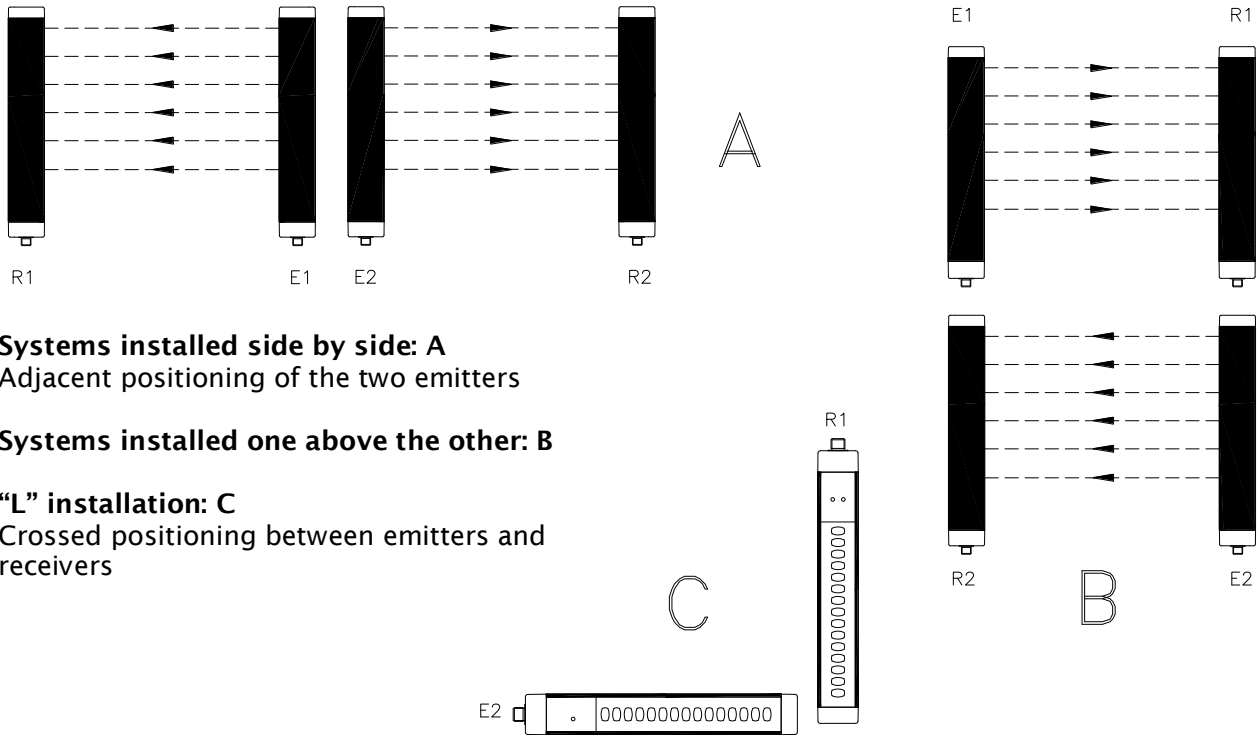 E1 R1
A
R1 E1 E2 R2
Systems installed side by side: A
Adjacent positioning of the two emitters
Systems installed one above the other: B
“L” installation: C
Crossed positioning between emitters and
receivers
R1
R2 E2
B
C
E2